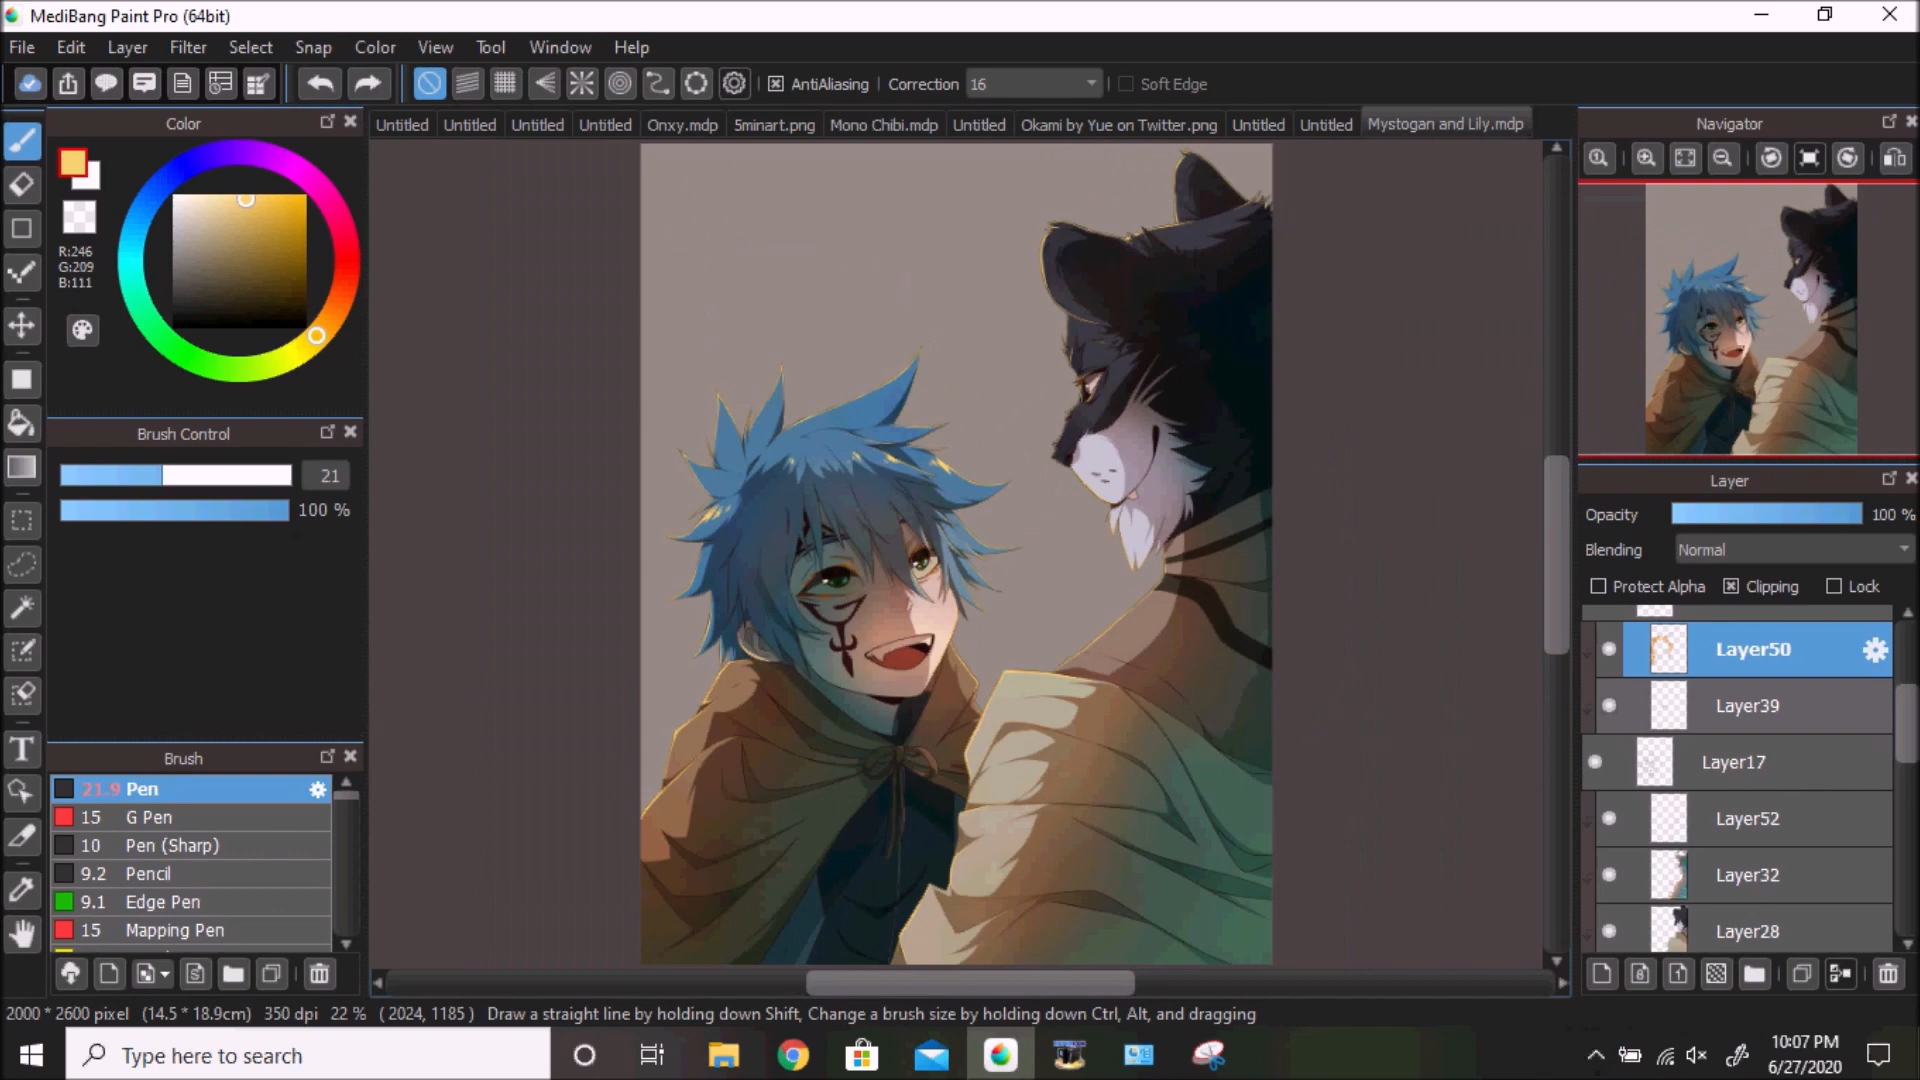 MediBang Paint Pro (64bit)
File Edit Layer Filter Select Snap Color View Tool Window Help
AntiAliasing Correction 16 Soft Edge
Untitled Untitled Untitled Untitled Onxy.mdp 5minart.png Mono Chibi.mdp Untitled Okami by Yue on Twitter.png Untitled Untitled Mystogan and Lily.mdp
Color
R:246
G:209
B:111
Brush Control
21
100 %
Brush
21.9 Pen
15 G Pen
10 Pen (Sharp)
9.2 Pencil
9.1 Edge Pen
15 Mapping Pen
Navigator
Layer
Opacity 100 %
Blending Normal
Protect Alpha Clipping Lock
Layer50
Layer39
Layer17
Layer52
Layer32
Layer28
2000 * 2600 pixel (14.5 * 18.9cm) 350 dpi 22 % ( 2024, 1185 ) Draw a straight line by holding down Shift, Change a brush size by holding down Ctrl, Alt, and dragging
Type here to search
10:07 PM
6/27/2020